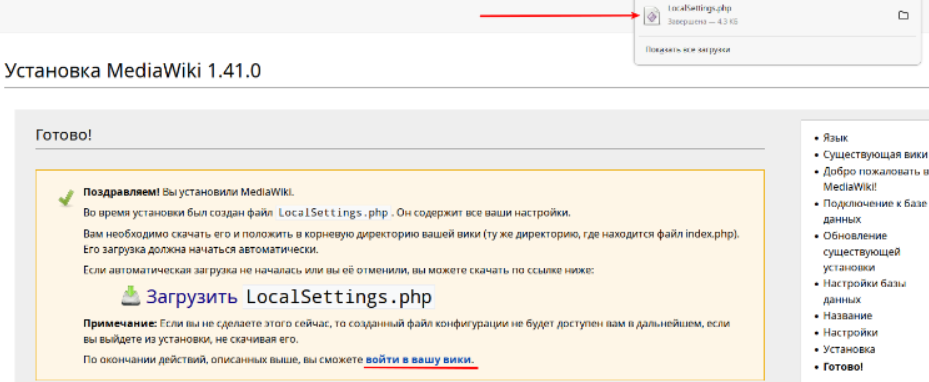 LocalSettings.php
Завершена — 4.3 КБ
Показать все загрузки
Установка MediaWiki 1.41.0
Готово!
Поздравляем! Вы установили MediaWiki.
Во время установки был создан файл LocalSettings.php. Он содержит все ваши настройки.
Вам необходимо скачать его и положить в корневую директорию вашей вики (ту же директорию, где находится файл index.php).
Его загрузка должна начаться автоматически.
Если автоматическая загрузка не началась или вы её отменили, вы можете скачать по ссылке ниже:
Загрузить LocalSettings.php
Примечание: Если вы не сделаете этого сейчас, то созданный файл конфигурации не будет доступен вам в дальнейшем, если
вы выйдете из установки, не скачивая его.
По окончании действий, описанных выше, вы сможете войти в вашу вики.
• Язык
• Существующая вики
• Добро пожаловать в
MediaWiki!
• Подключение к базе
данных
• Обновление
существующей
установки
• Настройки базы
данных
• Название
• Настройки
• Установка
• Готово!